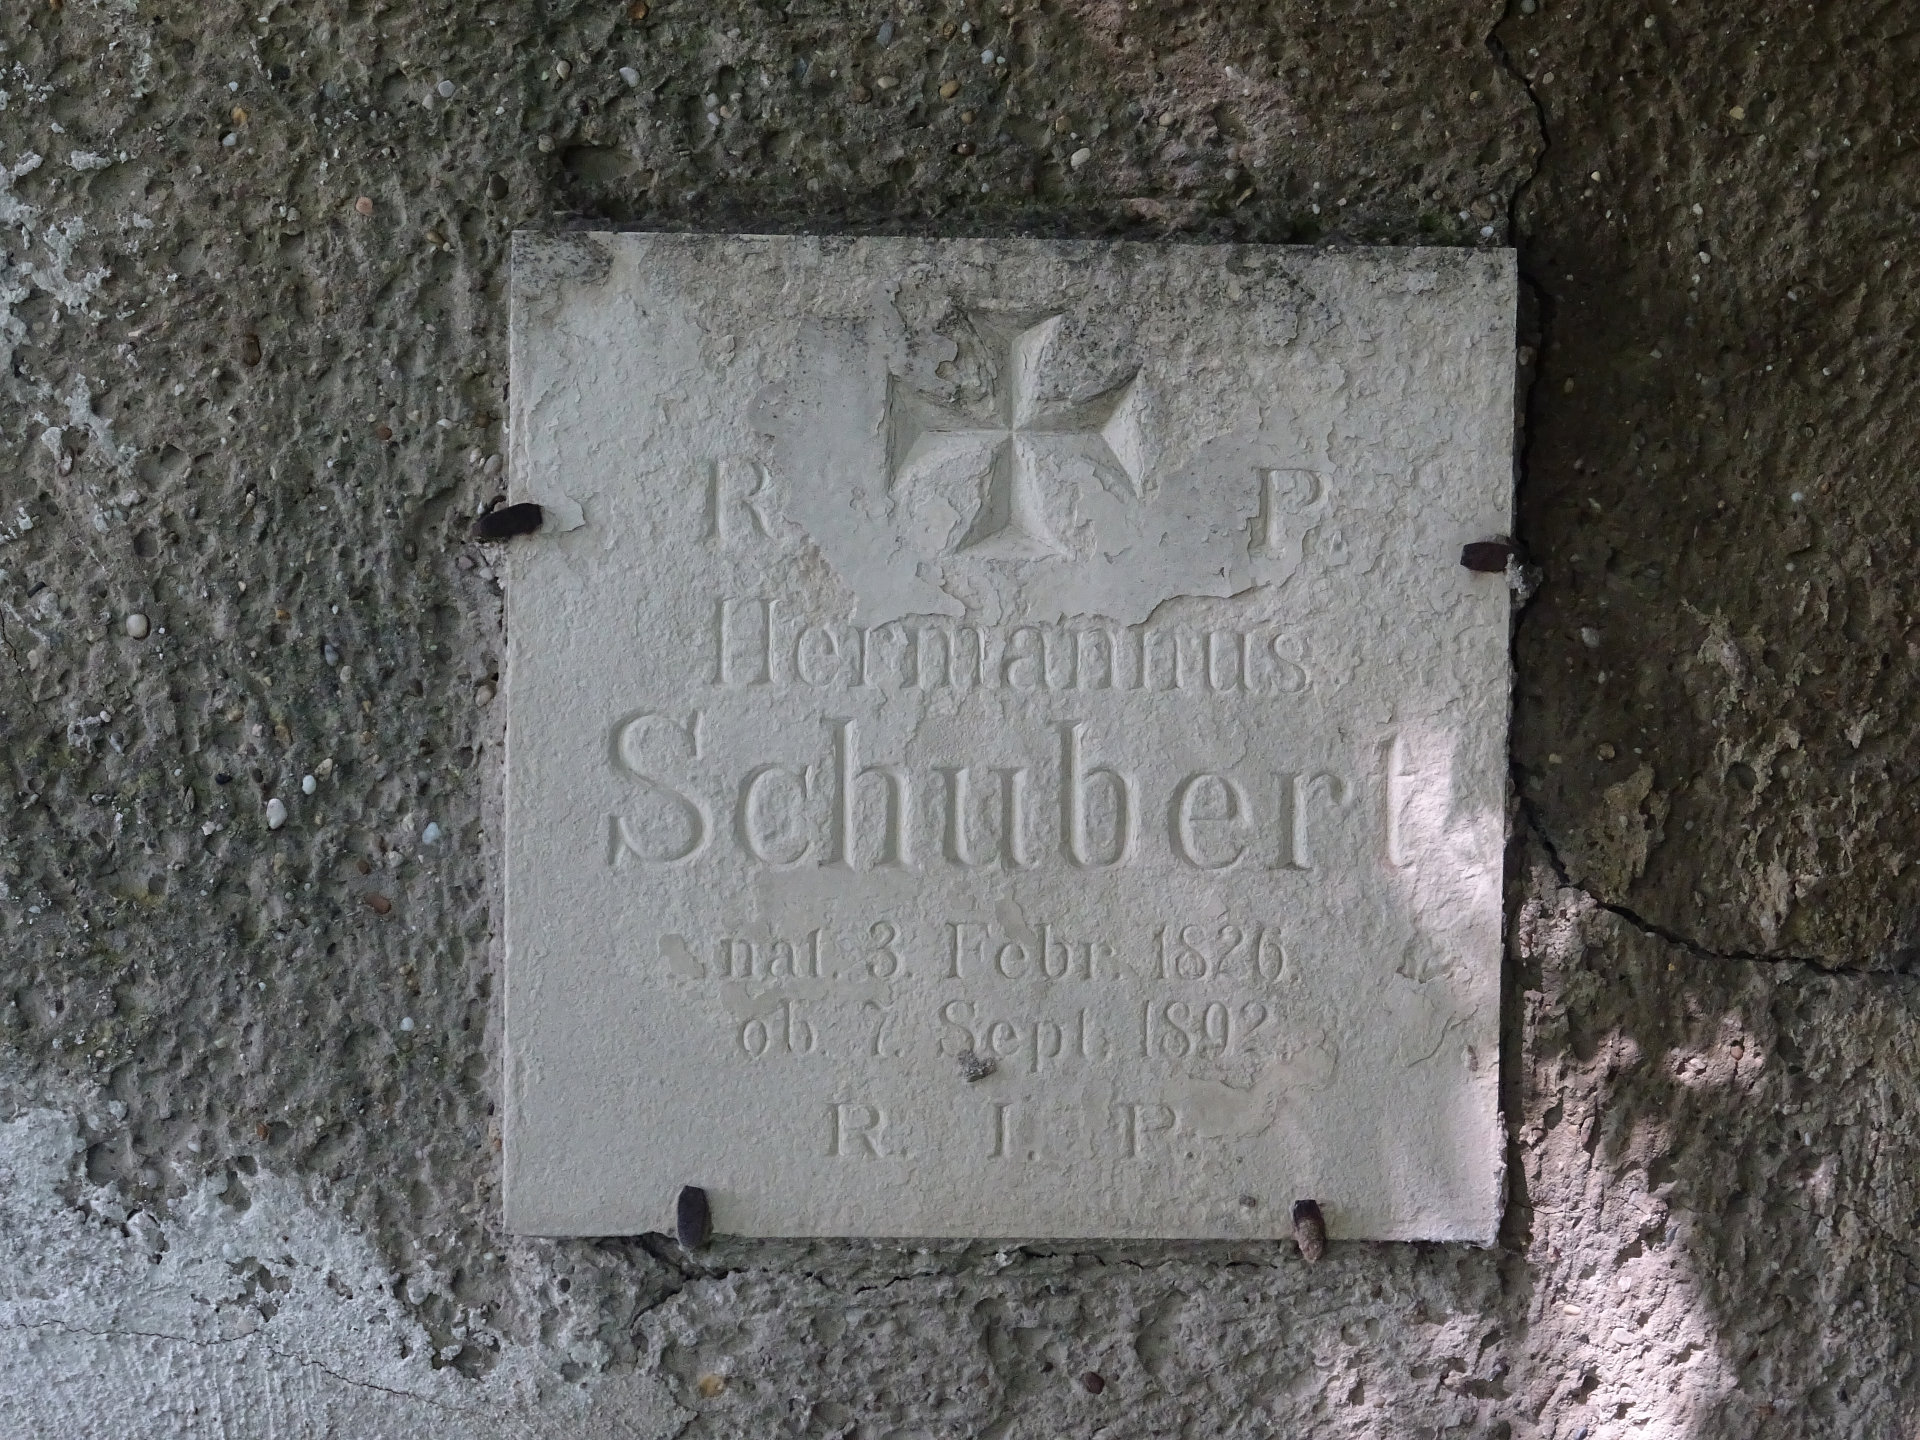 R P.
Hermannus
Schubert
nat. 3. Febr. 1826
ob. 7. Sept. 1892
R. I. P.